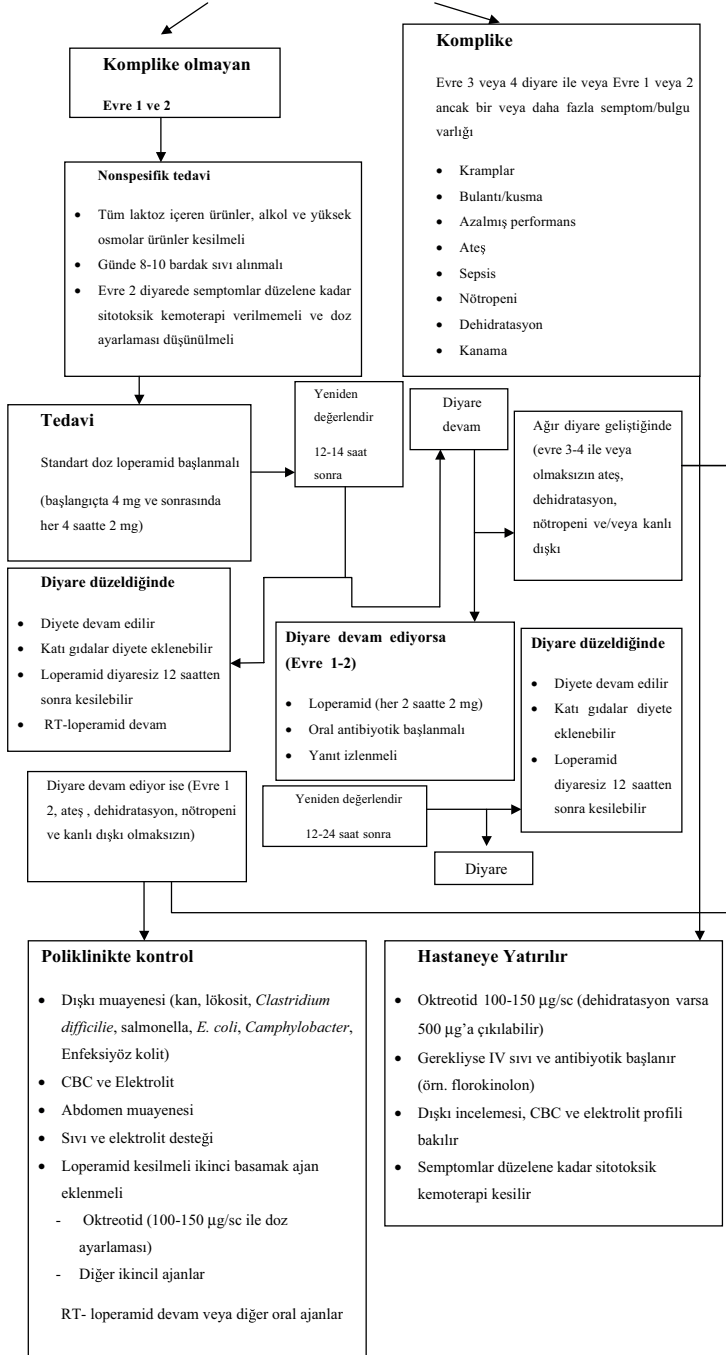 Komplike olmayan
Evre 1 ve 2
Komplike
Evre 3 veya 4 diyare ile veya Evre 1 veya 2
ancak bir veya daha fazla semptom/bulgu
varlığı
• Kramplar
• Bulantı/kusma
• Azalmış performans
• Ateş
• Sepsis
• Nötropeni
• Dehidratasyon
• Kanama
Nonspesifik tedavi
• Tüm laktoz içeren ürünler, alkol ve yüksek
osmolar ürünler kesilmeli
• Günde 8-10 bardak sıvı alınmalı
• Evre 2 diyarede semptomlar düzelene kadar
sitotoksik kemoterapi verilmemeli ve doz
ayarlaması düşünülmeli
Tedavi
Standart doz loperamid başlanmalı
(başlangıçta 4 mg ve sonrasında
her 4 saatte 2 mg)
Yeniden
değerlendir
12-14 saat
sonra
Diyare
devam
Ağır diyare geliştiğinde
(evre 3-4 ile veya
olmaksızın ateş,
dehidratasyon,
nötropeni ve/veya kanlı
dışkı
Diyare düzeldiğinde
• Diyete devam edilir
• Katı gıdalar diyete eklenebilir
• Loperamid diyaresiz 12 saatten
sonra kesilebilir
• RT-loperamid devam
Diyare devam ediyorsa
(Evre 1-2)
• Loperamid (her 2 saatte 2 mg)
• Oral antibiyotik başlanmalı
• Yanıt izlenmeli
Diyare düzeldiğinde
• Diyete devam edilir
• Katı gıdalar diyete
eklenebilir
• Loperamid
diyaresiz 12 saatten
sonra kesilebilir
Diyare devam ediyor ise (Evre 1
2, ateş , dehidratasyon, nötropeni
ve kanlı dışkı olmaksızın)
Yeniden değerlendir
12-24 saat sonra
Diyare
Poliklinikte kontrol
• Dışkı muayenesi (kan, lökosit, Clastridium
difficilie, salmonella, E. coli, Camphylobacter,
Enfeksiyöz kolit)
• CBC ve Elektrolit
• Abdomen muayenesi
• Sıvı ve elektrolit desteği
• Loperamid kesilmeli ikinci basamak ajan
eklenmeli
- Oktreotid (100-150 µg/sc ile doz
ayarlaması)
- Diğer ikincil ajanlar
RT- loperamid devam veya diğer oral ajanlar
Hastaneye Yatırılır
• Oktreotid 100-150 µg/sc (dehidratasyon varsa
500 µg’a çıkılabilir)
• Gerekliyse IV sıvı ve antibiyotik başlanır
(örn. florokinolon)
• Dışkı incelemesi, CBC ve elektrolit profili
bakılır
• Semptomlar düzelene kadar sitotoksik
kemoterapi kesilir